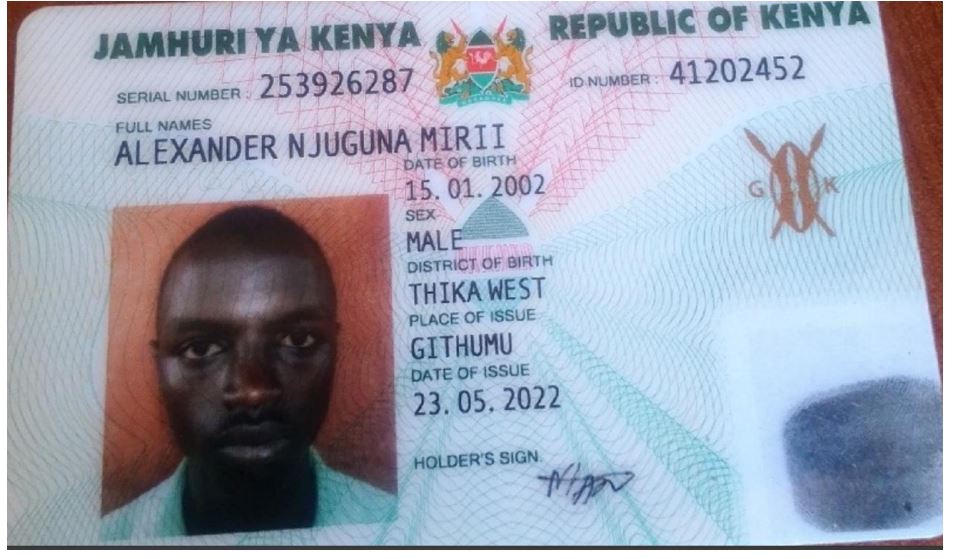 JAMHURI YA KENYA
REPUBLIC OF KENYA
SERIAL NUMBER : 253926287
ID NUMBER : 41202452
FULL NAMES
ALEXANDER NJUGUNA MIRII
DATE OF BIRTH
15. 01. 2002
SEX
MALE
DISTRICT OF BIRTH
THIKA WEST
PLACE OF ISSUE
GITHUMU
DATE OF ISSUE
23. 05. 2022
HOLDER'S SIGN.
G K